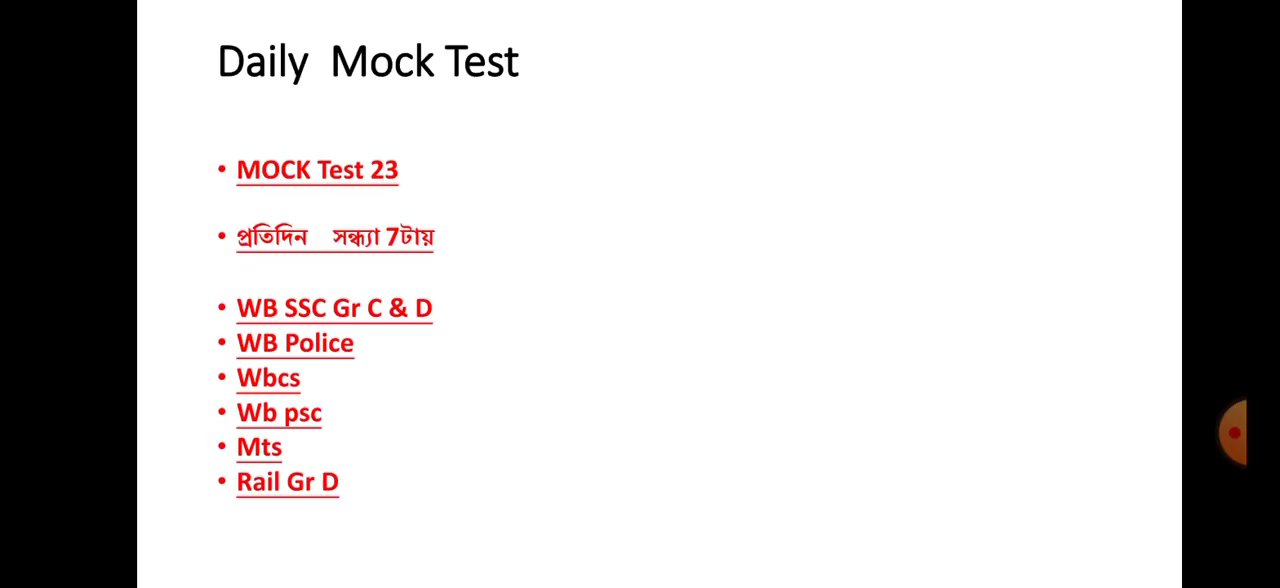 Daily Mock Test
• MOCK Test 23
• প্রতিদিন সন্ধ্যা 7টায়
• WB SSC Gr C & D
• WB Police
• Wbcs
• Wb psc
• Mts
• Rail Gr D